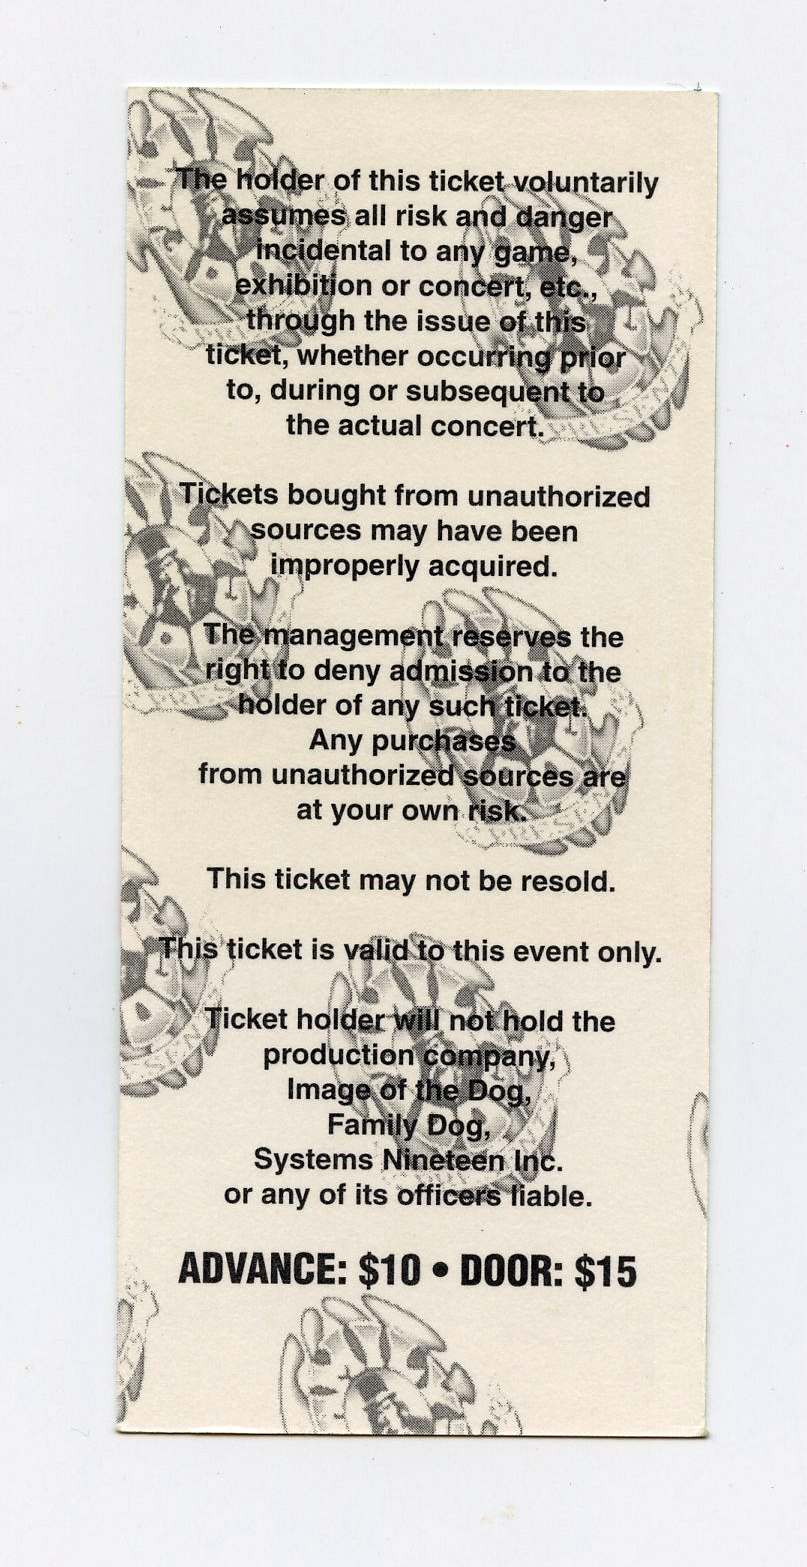 The holder of this ticket voluntarily
assumes all risk and danger
incidental to any game,
exhibition or concert, etc.,
through the issue of this
ticket, whether occurring prior
to, during or subsequent to
the actual concert.
Tickets bought from unauthorized
sources may have been
improperly acquired.
The management reserves the
right to deny admission to the
holder of any such ticket.
Any purchases
from unauthorized sources are
at your own risk.
This ticket may not be resold.
This ticket is valid to this event only.
Ticket holder will not hold the
production company,
Image of the Dog,
Family Dog,
Systems Nineteen Inc.
or any of its officers liable.
ADVANCE: $10 • DOOR: $15
PRESENTS
PRESENTS
PRESENTS